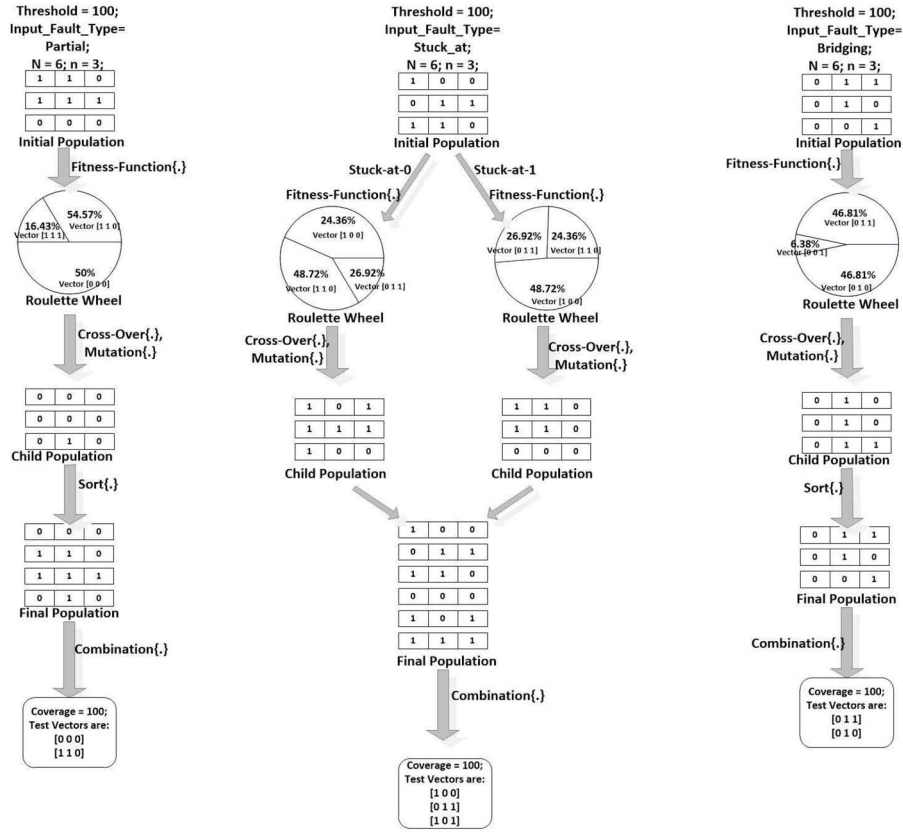 Threshold = 100;
Input_Fault_Type=
Partial;
N = 6; n = 3;
1 1 0
1 1 1
0 0 0
Initial Population
Fitness-Function{.}
54.57%
Vector [1 1 0]
16.43%
Vector [1 1 1]
50%
Vector [0 0 0]
Roulette Wheel
Cross-Over{.},
Mutation{.}
0 0 0
0 0 0
0 1 0
Child Population
Sort{.}
0 0 0
1 1 0
1 1 1
0 1 0
Final Population
Combination{.}
Coverage = 100;
Test Vectors are:
[0 0 0]
[1 1 0]
Threshold = 100;
Input_Fault_Type=
Stuck_at;
N = 6; n = 3;
1 0 0
0 1 1
1 1 0
Initial Population
Stuck-at-0
Fitness-Function{.}
24.36%
Vector [1 0 0]
48.72%
Vector [1 1 0]
26.92%
Vector [0 1 1]
Roulette Wheel
Cross-Over{.},
Mutation{.}
1 0 1
1 1 1
1 0 0
Child Population
Stuck-at-1
Fitness-Function{.}
26.92%
Vector [0 1 1]
24.36%
Vector [1 1 0]
48.72%
Vector [1 0 0]
Roulette Wheel
Cross-Over{.},
Mutation{.}
1 1 0
1 1 0
0 0 0
Child Population
1 0 0
0 1 1
1 1 0
0 0 0
1 0 1
1 1 1
Final Population
Combination{.}
Coverage = 100;
Test Vectors are:
[1 0 0]
[0 1 1]
[1 0 1]
Threshold = 100;
Input_Fault_Type=
Bridging;
N = 6; n = 3;
0 1 1
0 1 0
0 0 1
Initial Population
Fitness-Function{.}
46.81%
Vector [0 1 1]
6.38%
Vector [0 0 1]
46.81%
Vector [0 1 0]
Roulette Wheel
Cross-Over{.},
Mutation{.}
0 1 0
0 1 0
0 1 1
Child Population
Sort{.}
0 1 1
0 1 0
0 0 1
Final Population
Combination{.}
Coverage = 100;
Test Vectors are:
[0 1 1]
[0 1 0]